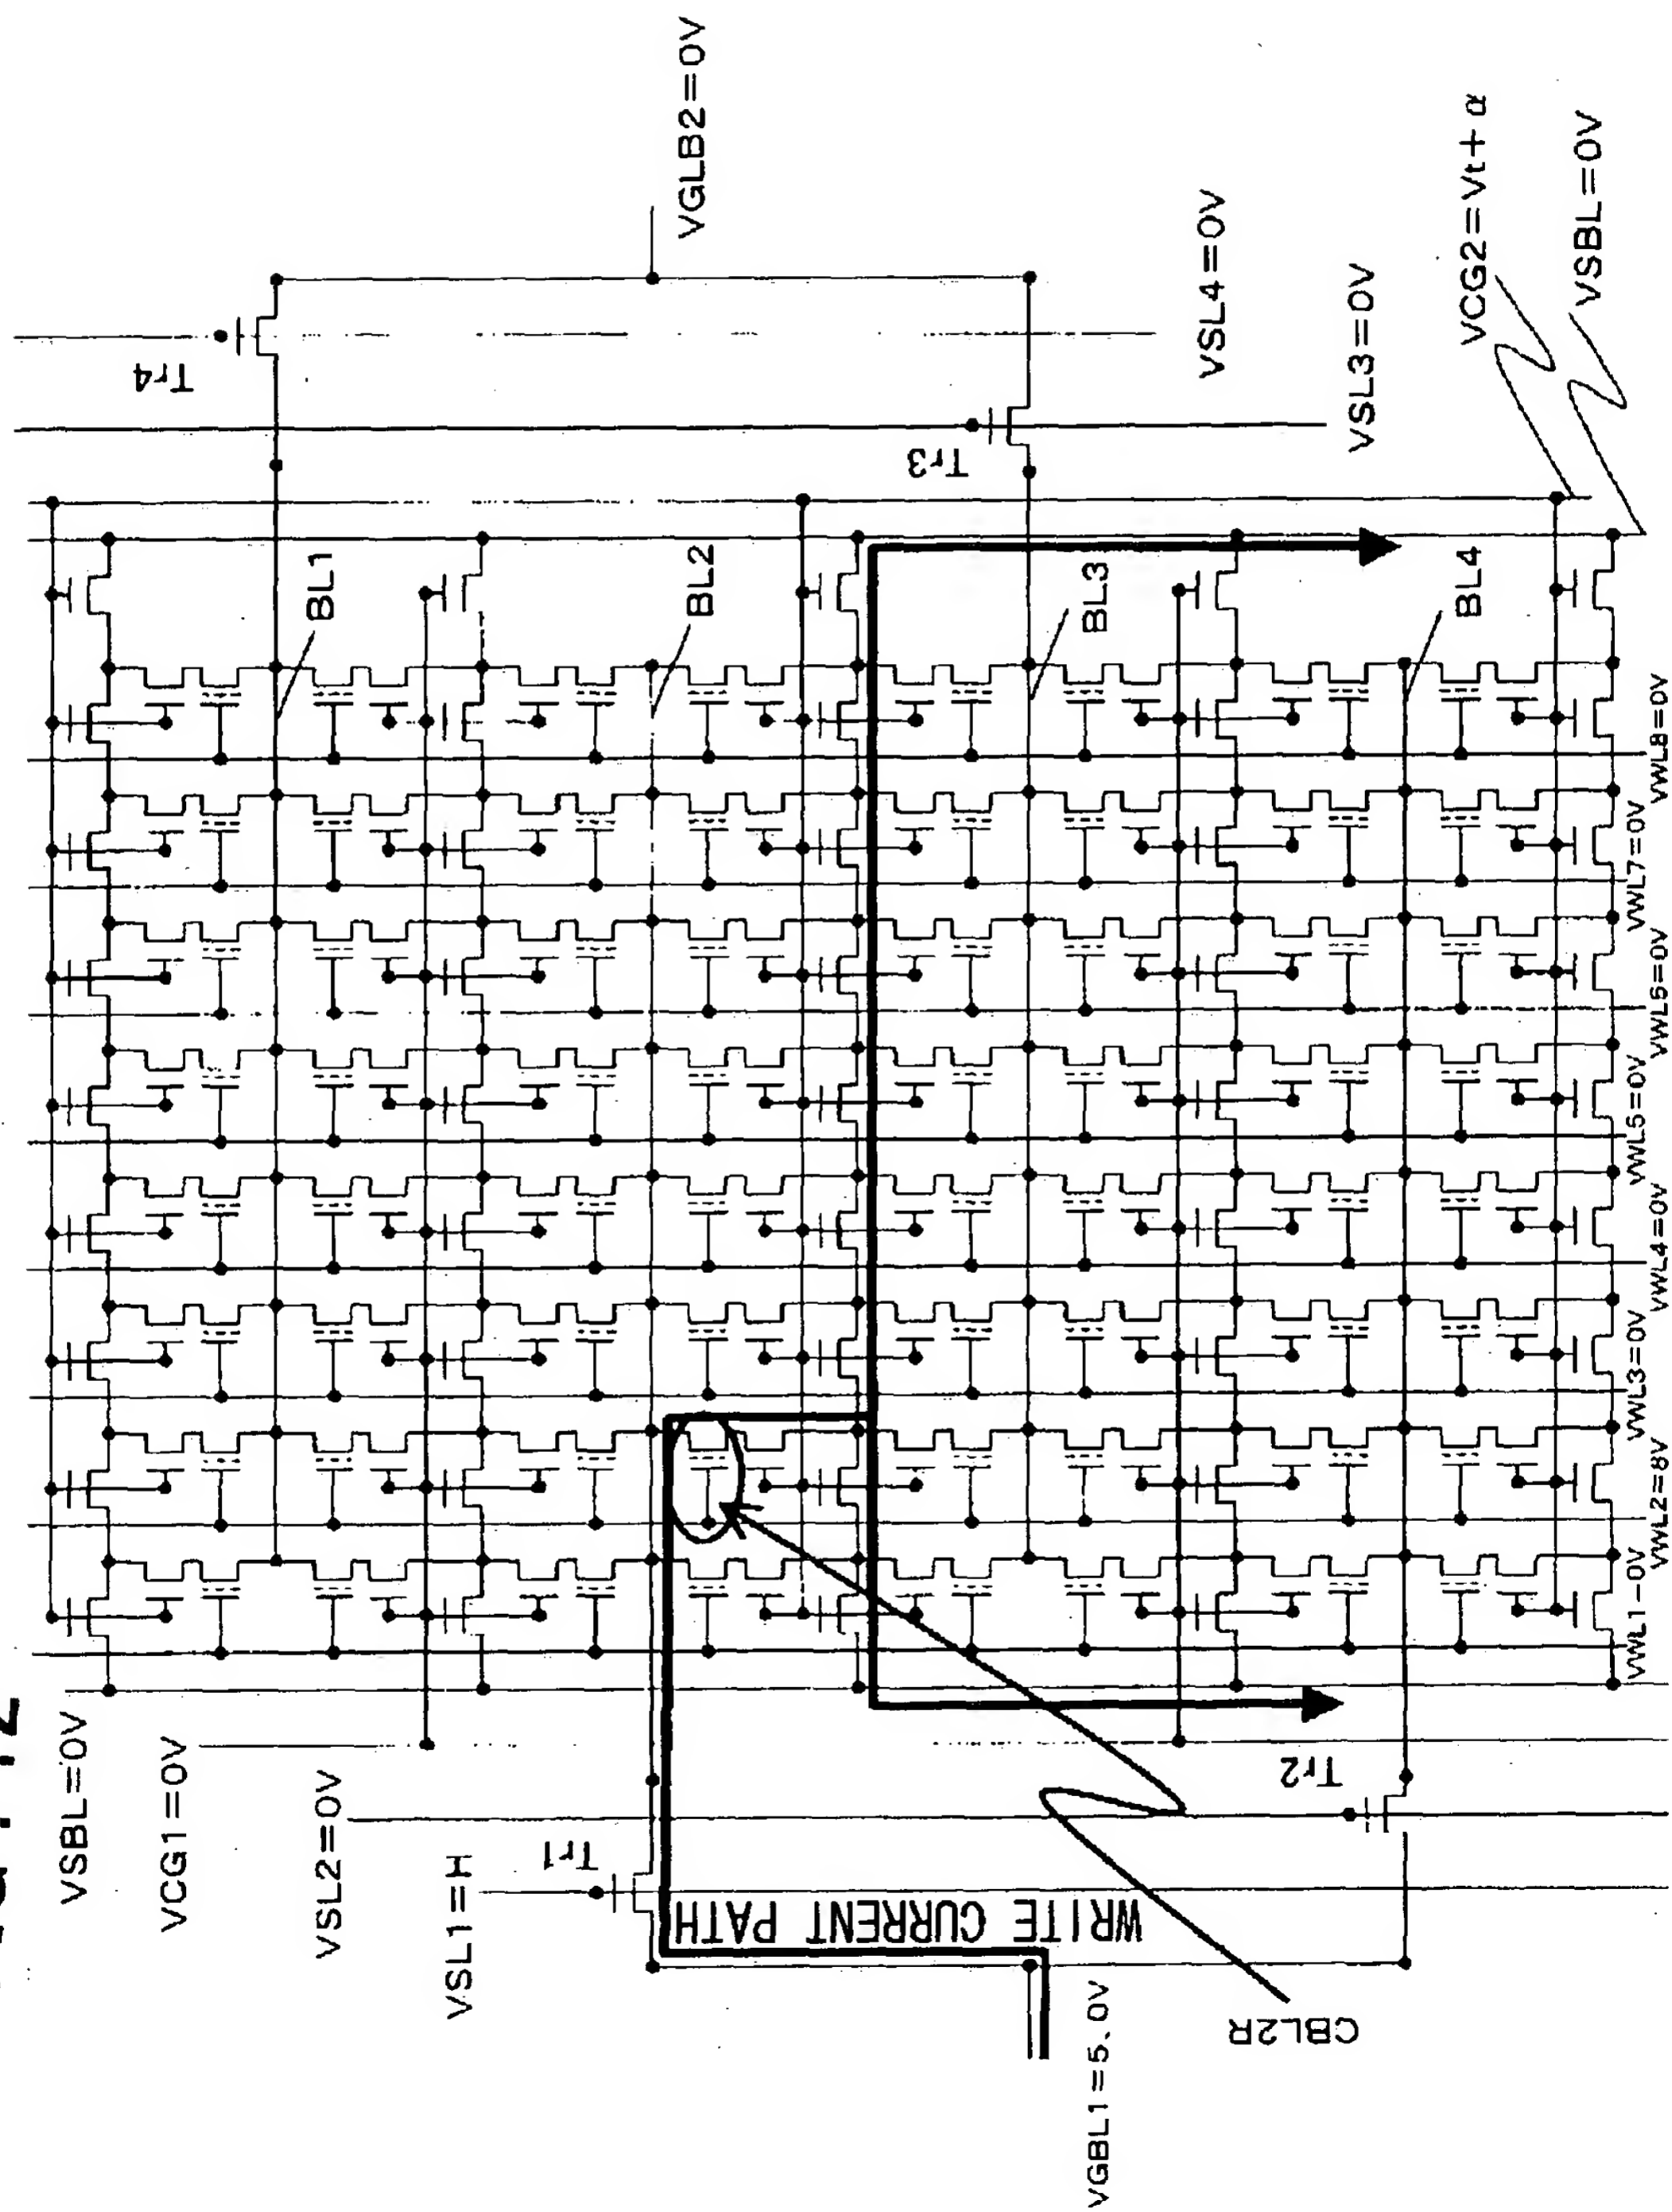 VSBL=0V
VCG1=0V
VSL2=0V
VSL1=H
Tr1
WRITE CURRENT PATH
VGBL1=5.0V
CBL2R
Tr2
BL1
BL2
BL3
BL4
Tr4
Tr3
VGLB2=0V
VSL4=0V
VSL3=0V
VCG2=Vt+α
VSBL=0V
VWL1-0V
VWL2=8V
VWL3=0V
VWL4=0V
VWL5=0V
VWL5=0V
VWL7=0V
VWL8=0V